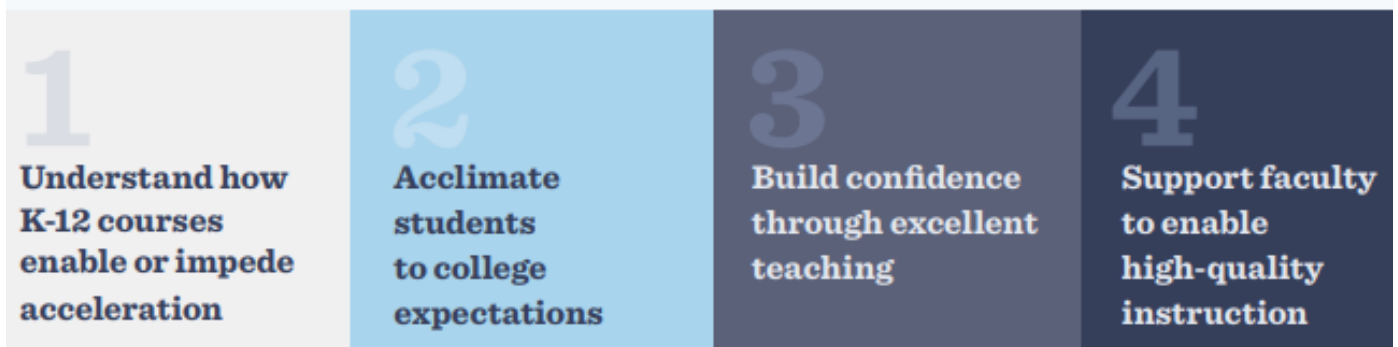 1
Understand how
K-12 courses
enable or impede
acceleration
2
Acclimate
students
to college
expectations
3
Build confidence
through excellent
teaching
4
Support faculty
to enable
high-quality
instruction